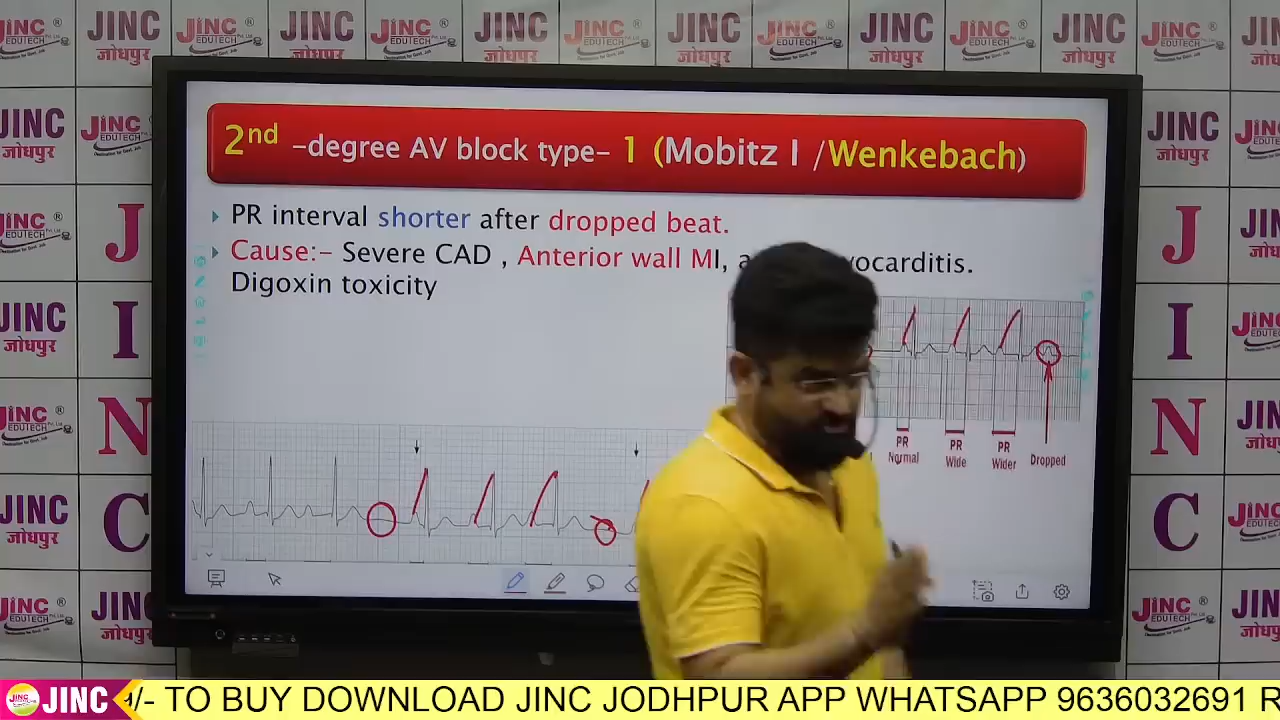 2nd -degree AV block type- 1 (Mobitz I /Wenkebach)
PR interval shorter after dropped beat.
Cause:- Severe CAD , Anterior wall MI, ocarditis.
Digoxin toxicity
PR Normal
PR Wide
PR Wider
Dropped
JINC
जोधपुर
JINC
EDUTECH
J
I
N
C
JINC
/- TO BUY DOWNLOAD JINC JODHPUR APP WHATSAPP 9636032691 R